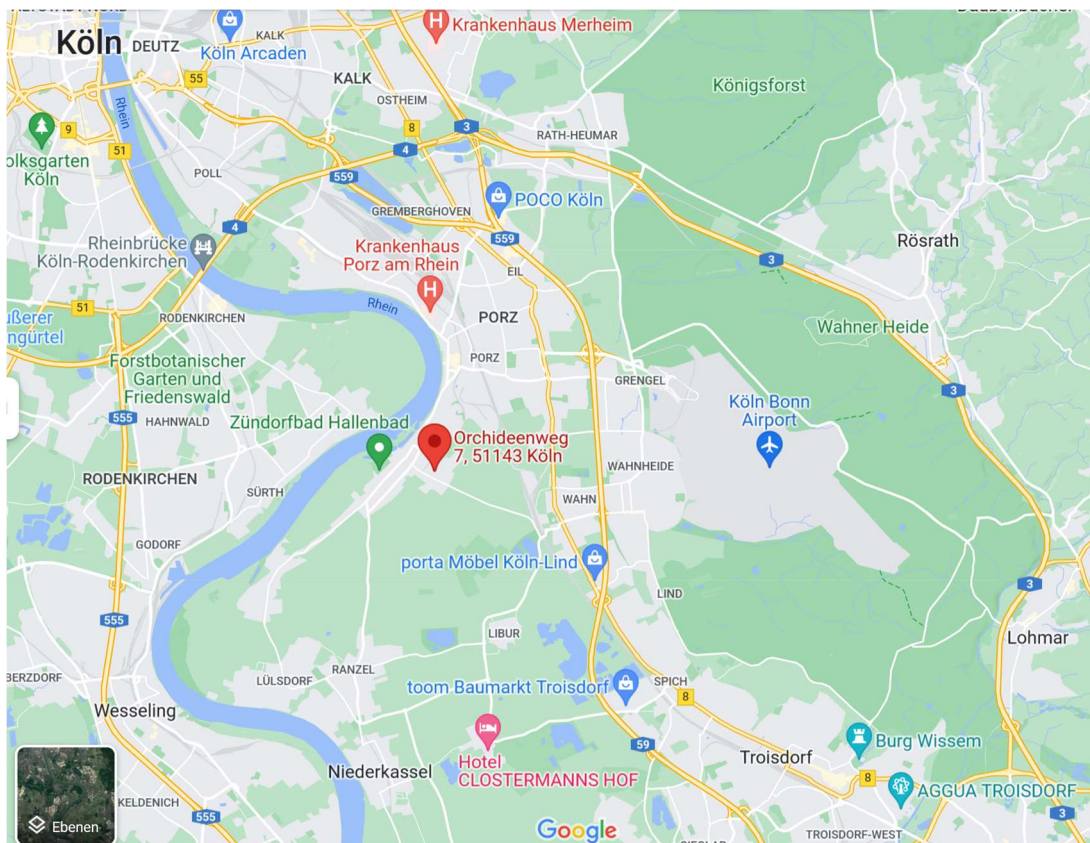 Köln
DEUTZ
KALK
Köln Arcaden
Krankenhaus Merheim
55
KALK
OSTHEIM
Königsforst
Rhein
9
51
8
3
RATH-HEUMAR
4
559
Köln
POLL
GREMBERGHOVEN
POCO Köln
4
559
Rheinbrücke
Köln-Rodenkirchen
Krankenhaus
Porz am Rhein
EIL
Rösrath
3
51
RODENKIRCHEN
Rhein
PORZ
Wahner Heide
Forstbotanischer
Garten und
Friedenswald
PORZ
GRENGEL
3
555
HAHNWALD
Zündorfbad Hallenbad
Köln Bonn
Airport
Orchideenweg
7, 51143 Köln
WAHNHEIDE
RODENKIRCHEN
SÜRTH
WAHN
GODORF
porta Möbel Köln-Lind
LIND
3
555
LIBUR
Lohmar
RANZEL
LÜLSDORF
toom Baumarkt Troisdorf
SPICH
8
Wesseling
Hotel
CLOSTERMANNS HOF
59
Burg Wissem
Troisdorf
Niederkassel
8
AGGUA TROISDORF
KELDENICH
555
3
Ebenen
Google
TROISDORF-WEST